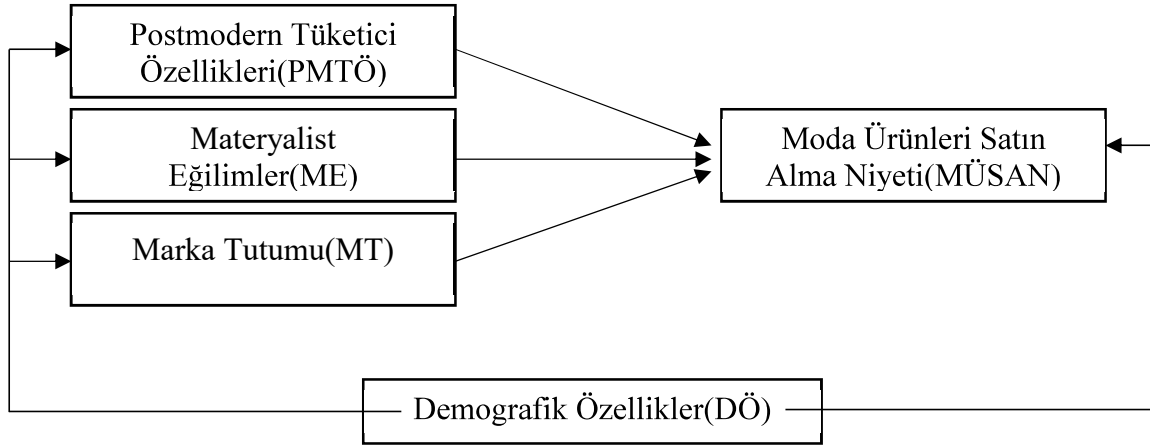 Postmodern Tüketici
Özellikleri(PMTÖ)
Materyalist
Eğilimler(ME)
Marka Tutumu(MT)
Moda Ürünleri Satın
Alma Niyeti(MÜSAN)
Demografik Özellikler(DÖ)